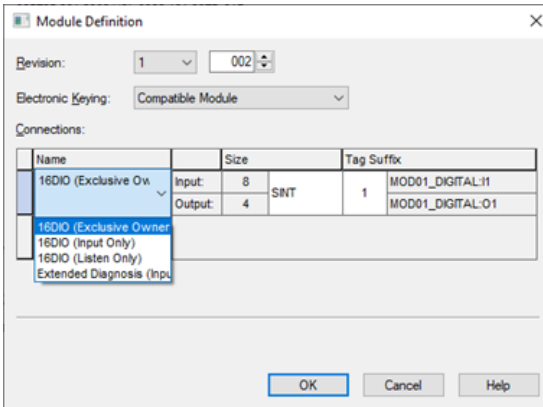 Module Definition
Revision: 1 002
Electronic Keying: Compatible Module
Connections:
Name Size Tag Suffix
16DIO (Exclusive Ow Input: 8 SINT 1 MOD01_DIGITAL:I1
Output: 4 MOD01_DIGITAL:O1
16DIO (Exclusive Owner
16DIO (Input Only)
16DIO (Listen Only)
Extended Diagnosis (Inpu
OK Cancel Help